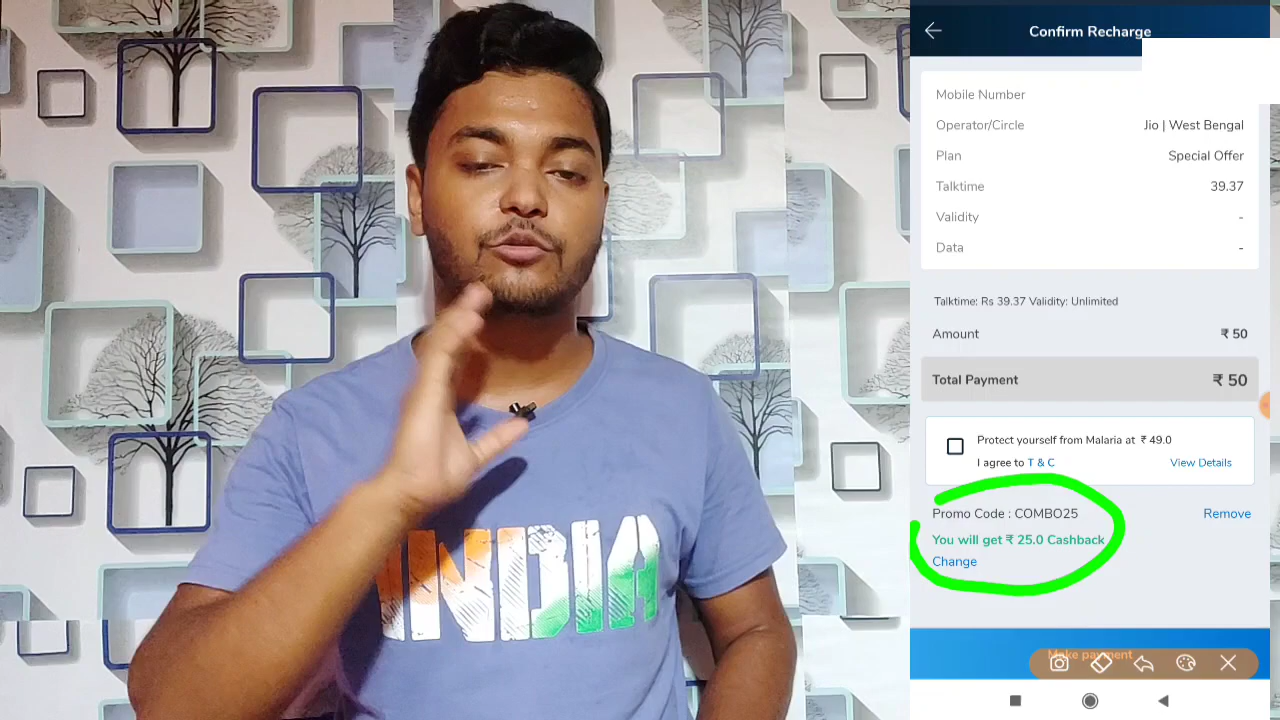 INDIA
Confirm Recharge
Mobile Number
Operator/Circle Jio | West Bengal
Plan Special Offer
Talktime 39.37
Validity -
Data -
Talktime: Rs 39.37 Validity: Unlimited
Amount ₹ 50
Total Payment ₹ 50
Protect yourself from Malaria at ₹ 49.0
I agree to T & C View Details
Promo Code : COMBO25 Remove
You will get ₹ 25.0 Cashback
Change
Make payment